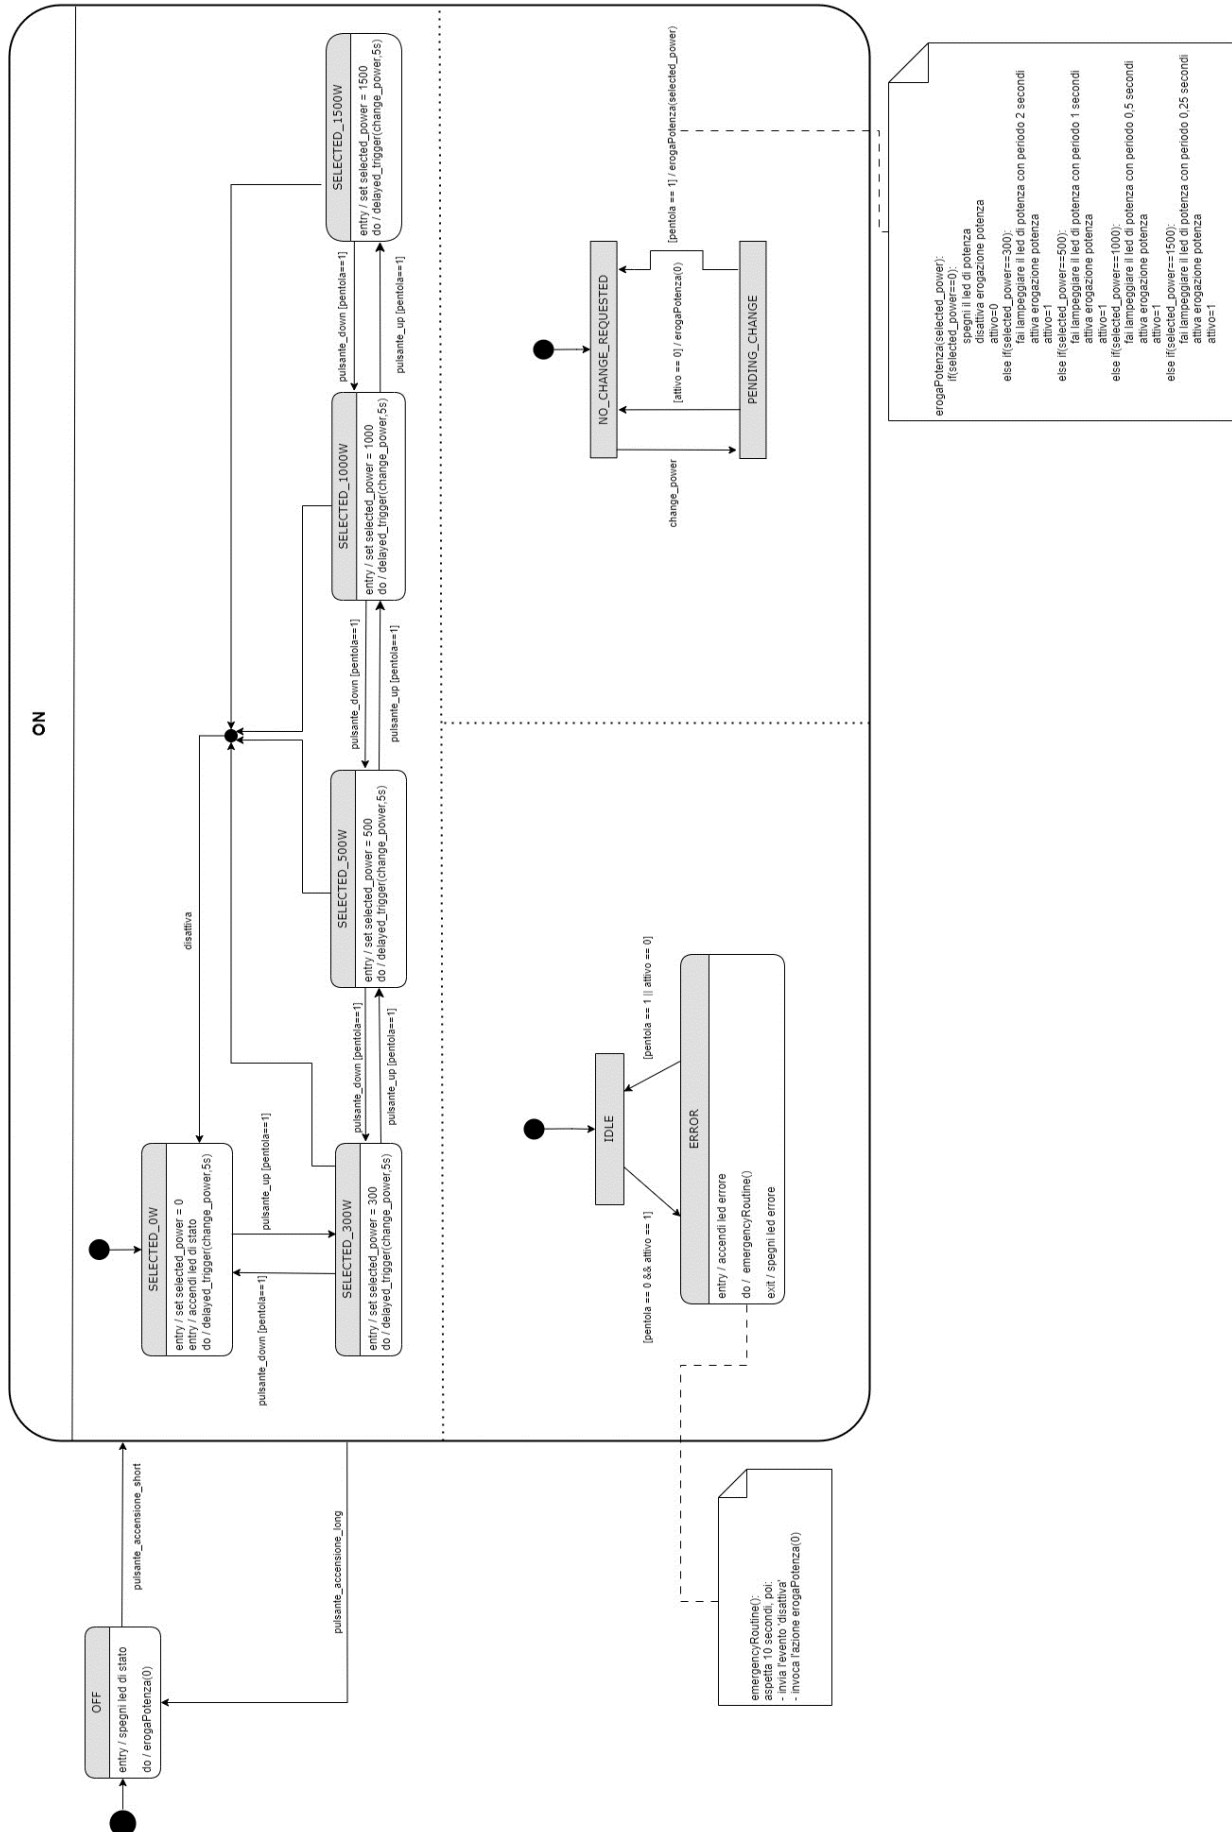 ON
OFF
entry / spegni led di stato
do / erogaPotenza(0)
pulsante_accensione_short
pulsante_accensione_long
SELECTED_0W
entry / set selected_power = 0
entry / accendi led di stato
do / delayed_trigger(change_power,5s)
disattiva
pulsante_down [pentola==1]
pulsante_up [pentola==1]
SELECTED_300W
entry / set selected_power = 300
do / delayed_trigger(change_power,5s)
pulsante_down [pentola==1]
pulsante_up [pentola==1]
SELECTED_500W
entry / set selected_power = 500
do / delayed_trigger(change_power,5s)
pulsante_down [pentola==1]
pulsante_up [pentola==1]
SELECTED_1000W
entry / set selected_power = 1000
do / delayed_trigger(change_power,5s)
pulsante_down [pentola==1]
pulsante_up [pentola==1]
SELECTED_1500W
entry / set selected_power = 1500
do / delayed_trigger(change_power,5s)
IDLE
[pentola == 0 && attivo == 1]
[pentola == 1 || attivo == 0]
ERROR
entry / accendi led errore
do / emergencyRoutine()
exit / spegni led errore
emergencyRoutine():
aspetta 10 secondi, poi:
- invia l'evento 'disattiva'
- invoca l'azione erogaPotenza(0)
NO_CHANGE_REQUESTED
change_power
[attivo == 0] / erogaPotenza(0)
[pentola == 1] / erogaPotenza(selected_power)
PENDING_CHANGE
erogaPotenza(selected_power):
if(selected_power==0):
spegni il led di potenza
disattiva erogazione potenza
attivo=0
else if(selected_power==300):
fai lampeggiare il led di potenza con periodo 2 secondi
attiva erogazione potenza
attivo=1
else if(selected_power==500):
fai lampeggiare il led di potenza con periodo 1 secondi
attiva erogazione potenza
attivo=1
else if(selected_power==1000):
fai lampeggiare il led di potenza con periodo 0,5 secondi
attiva erogazione potenza
attivo=1
else if(selected_power==1500):
fai lampeggiare il led di potenza con periodo 0,25 secondi
attiva erogazione potenza
attivo=1